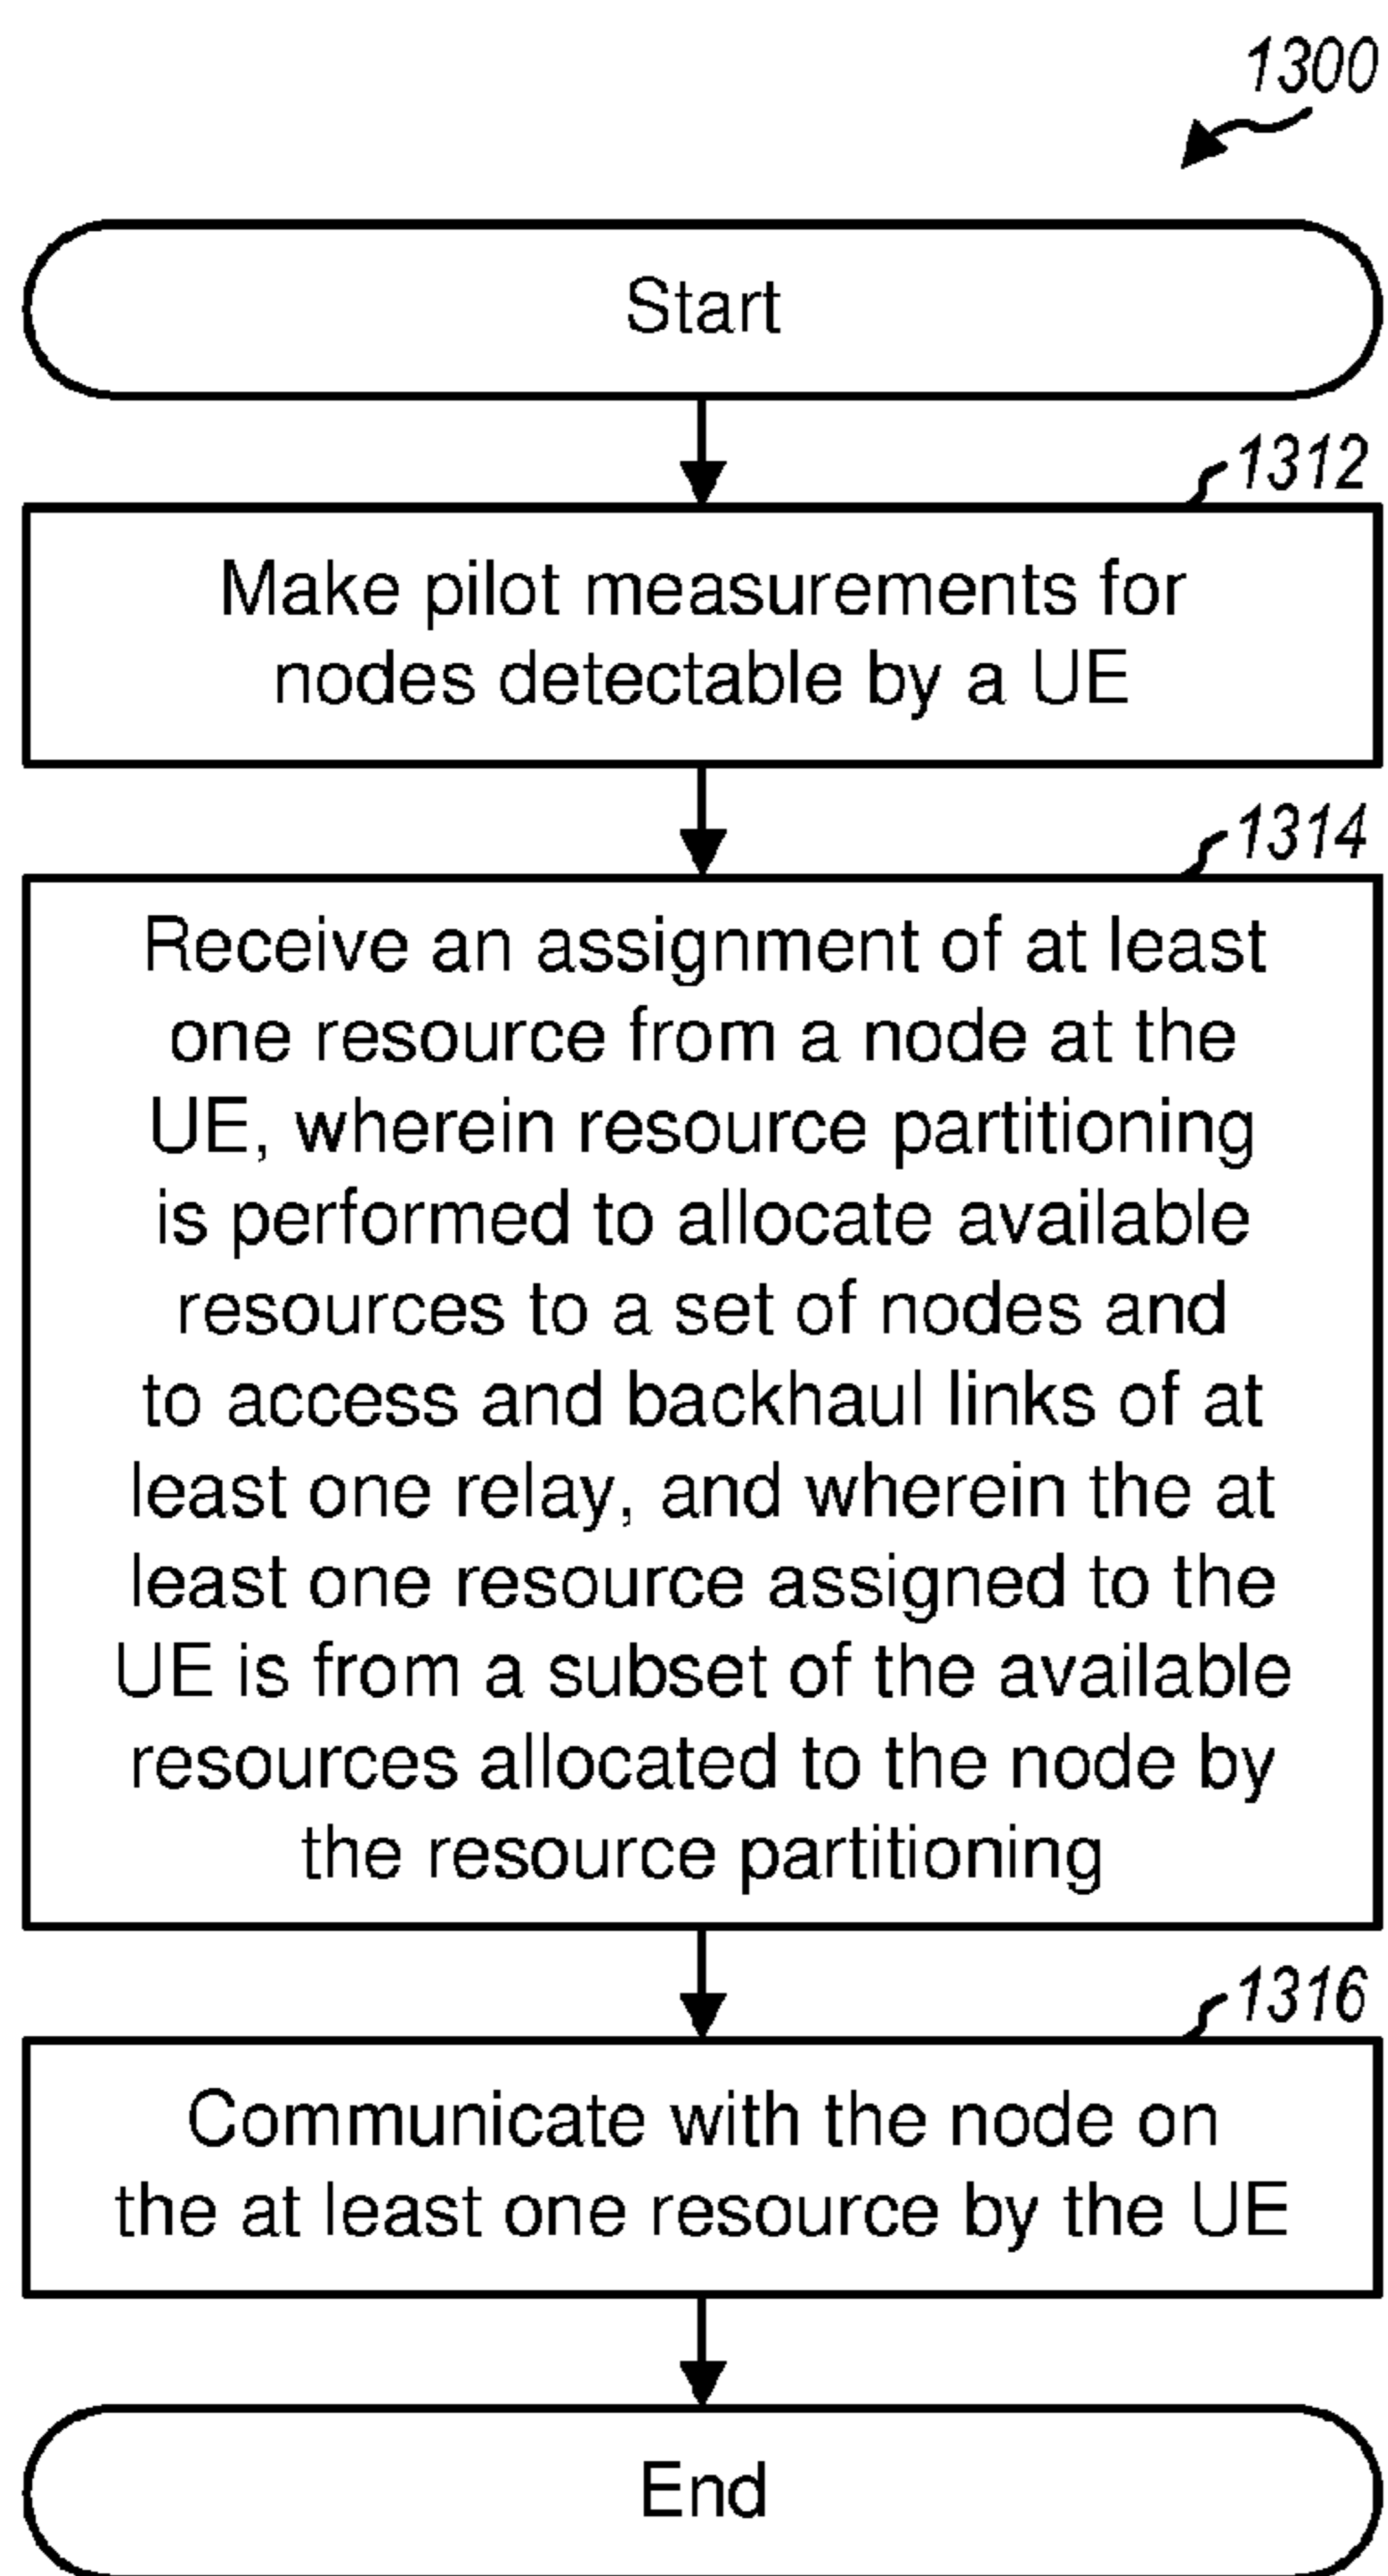 1300
Start
1312
Make pilot measurements for
nodes detectable by a UE
1314
Receive an assignment of at least
one resource from a node at the
UE, wherein resource partitioning
is performed to allocate available
resources to a set of nodes and
to access and backhaul links of at
least one relay, and wherein the at
least one resource assigned to the
UE is from a subset of the available
resources allocated to the node by
the resource partitioning
1316
Communicate with the node on
the at least one resource by the UE
End